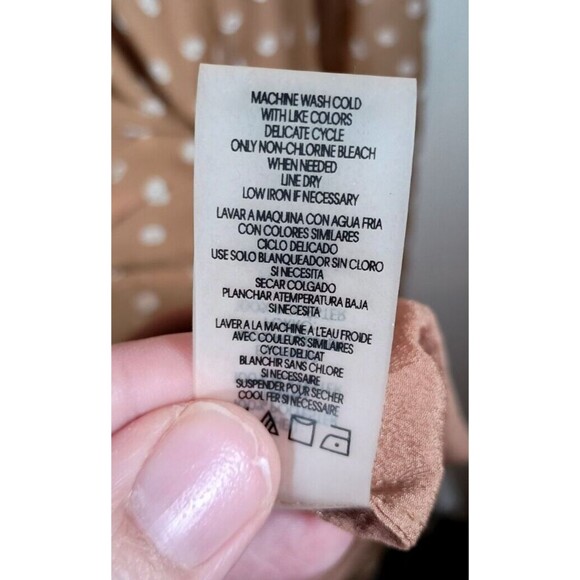 MACHINE WASH COLD
WITH LIKE COLORS
DELICATE CYCLE
ONLY NON-CHLORINE BLEACH
WHEN NEEDED
LINE DRY
LOW IRON IF NECESSARY
LAVAR A MAQUINA CON AGUA FRIA
CON COLORES SIMILARES
CICLO DELICADO
USE SOLO BLANQUEADOR SIN CLORO
SI NECESITA
SECAR COLGADO
PLANCHAR A TEMPERATURA BAJA
SI NECESITA
LAVER A LA MACHINE À L'EAU FROIDE
AVEC COULEURS SIMILAIRES
CYCLE DELICAT
BLANCHIR SANS CHLORE
SI NECESSAIRE
SUSPENDER POUR SECHER
COOL FER SI NECESSAIRE